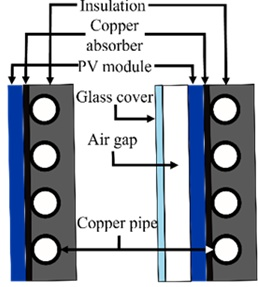 Insulation
Copper
absorber
PV module
Glass cover
Air gap
Copper pipe